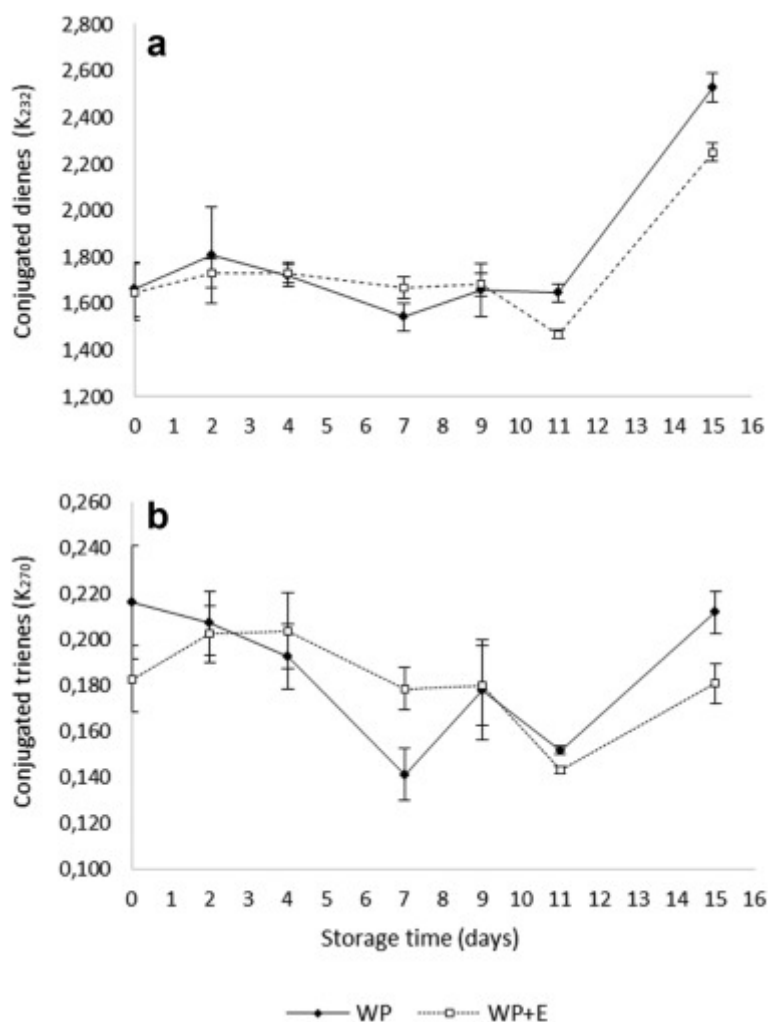 a
Conjugated dienes (K232)
2,800
2,600
2,400
2,200
2,000
1,800
1,600
1,400
1,200
0 1 2 3 4 5 6 7 8 9 10 11 12 13 14 15 16
b
Conjugated trienes (K270)
0,260
0,240
0,220
0,200
0,180
0,160
0,140
0,120
0,100
0 1 2 3 4 5 6 7 8 9 10 11 12 13 14 15 16
Storage time (days)
WP WP+E